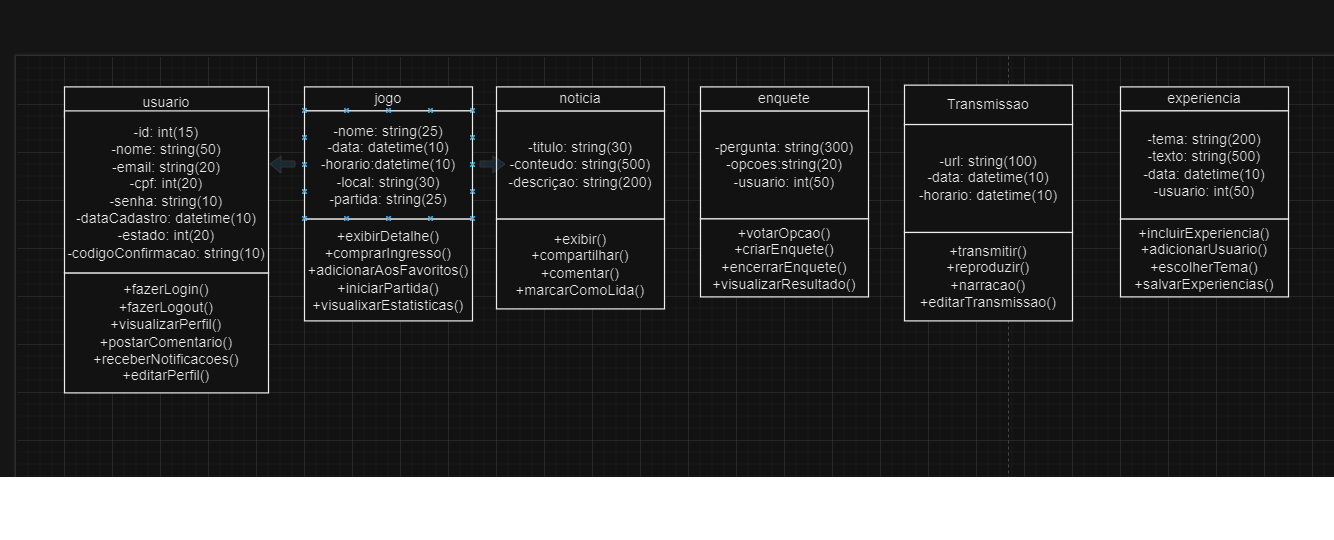 usuario
-id: int(15)
-nome: string(50)
-email: string(20)
-cpf: int(20)
-senha: string(10)
-dataCadastro: datetime(10)
-estado: int(20)
-codigoConfirmacao: string(10)
+fazerLogin()
+fazerLogout()
+visualizarPerfil()
+postarComentario()
+receberNotificacoes()
+editarPerfil()
jogo
-nome: string(25)
-data: datetime(10)
-horario:datetime(10)
-local: string(30)
-partida: string(25)
+exibirDetalhe()
+comprarIngresso()
+adicionarAosFavoritos()
+iniciarPartida()
+visualixarEstatisticas()
noticia
-titulo: string(30)
-conteudo: string(500)
-descriçao: string(200)
+exibir()
+compartilhar()
+comentar()
+marcarComoLida()
enquete
-pergunta: string(300)
-opcoes:string(20)
-usuario: int(50)
+votarOpcao()
+criarEnquete()
+encerrarEnquete()
+visualizarResultado()
Transmissao
-url: string(100)
-data: datetime(10)
-horario: datetime(10)
+transmitir()
+reproduzir()
+narracao()
+editarTransmissao()
experiencia
-tema: string(200)
-texto: string(500)
-data: datetime(10)
-usuario: int(50)
+incluirExperiencia()
+adicionarUsuario()
+escolherTema()
+salvarExperiencias()